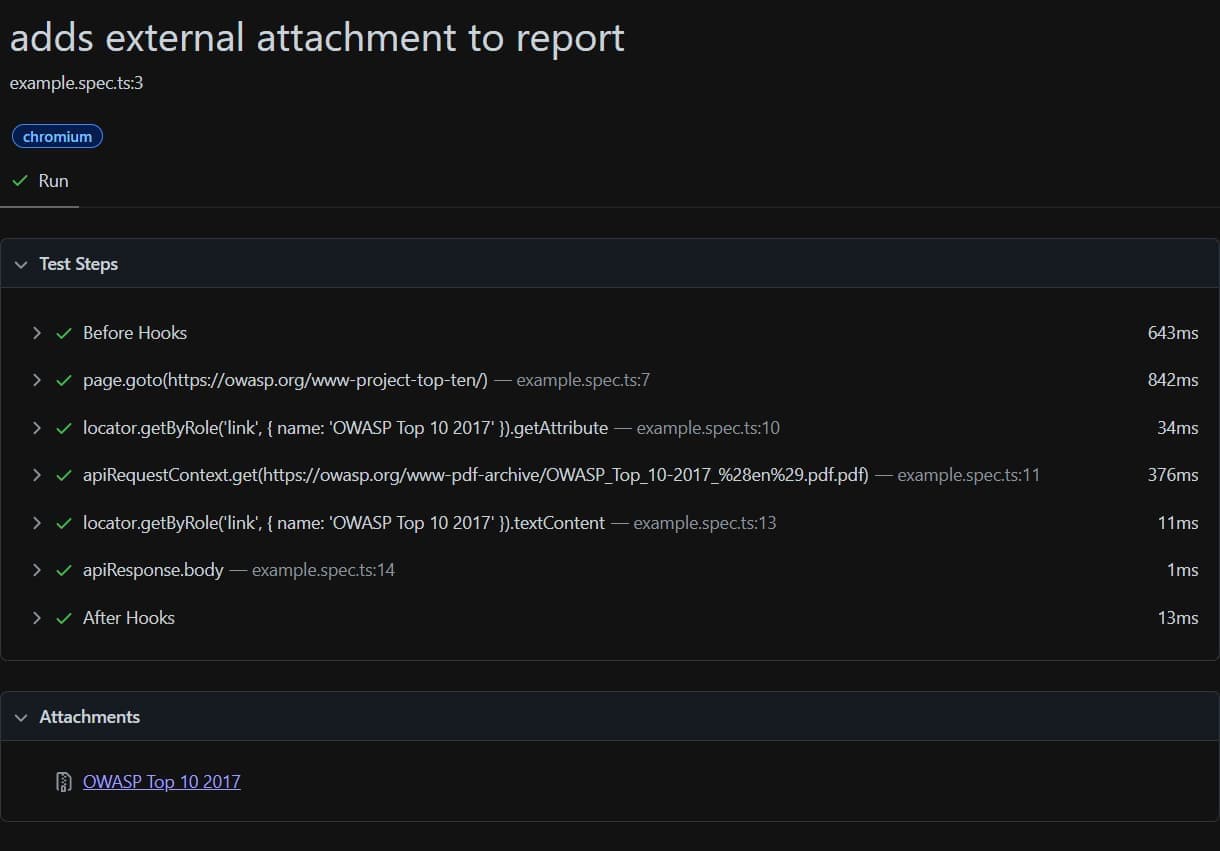 adds external attachment to report
example.spec.ts:3
chromium
Run
Test Steps
Before Hooks 643ms
page.goto(https://owasp.org/www-project-top-ten/) — example.spec.ts:7 842ms
locator.getByRole('link', { name: 'OWASP Top 10 2017' }).getAttribute — example.spec.ts:10 34ms
apiRequestContext.get(https://owasp.org/www-pdf-archive/OWASP_Top_10-2017_%28en%29.pdf.pdf) — example.spec.ts:11 376ms
locator.getByRole('link', { name: 'OWASP Top 10 2017' }).textContent — example.spec.ts:13 11ms
apiResponse.body — example.spec.ts:14 1ms
After Hooks 13ms
Attachments
OWASP Top 10 2017